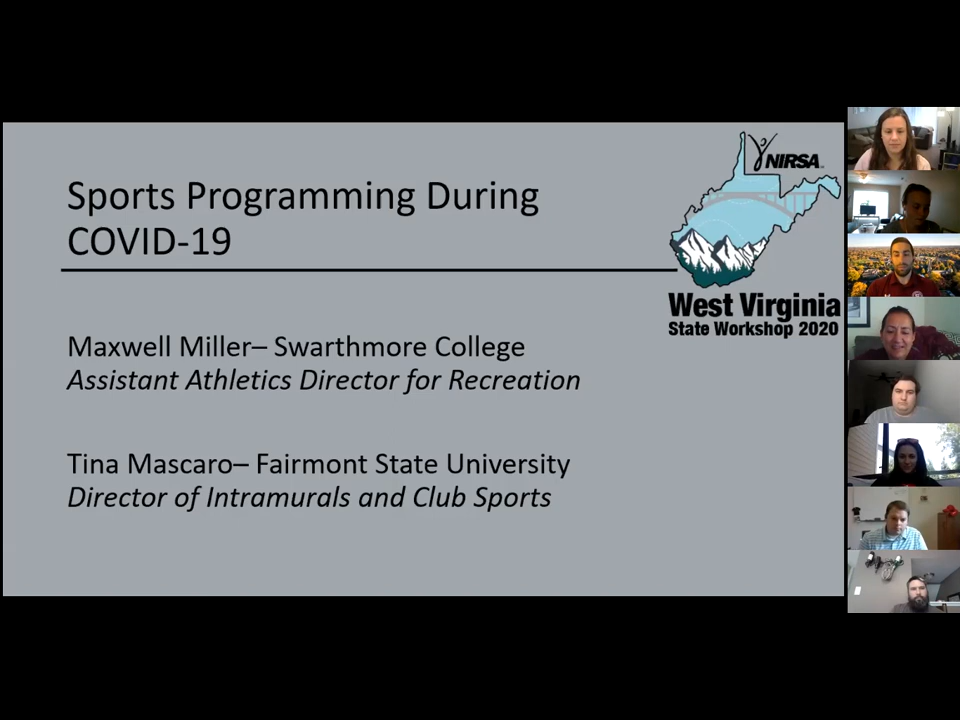 Sports Programming During
COVID-19
NIRSA
West Virginia
State Workshop 2020
Maxwell Miller– Swarthmore College
Assistant Athletics Director for Recreation
Tina Mascaro– Fairmont State University
Director of Intramurals and Club Sports